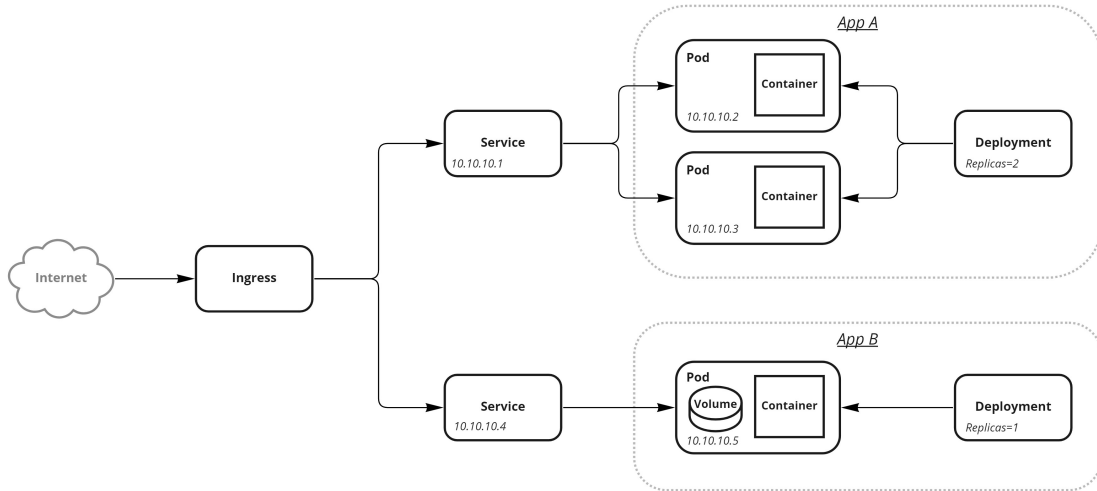 App A
Pod
Container
10.10.10.2
Service
10.10.10.1
Deployment
Replicas=2
Pod
Container
10.10.10.3
Internet
Ingress
App B
Pod
Volume
Container
10.10.10.5
Service
10.10.10.4
Deployment
Replicas=1